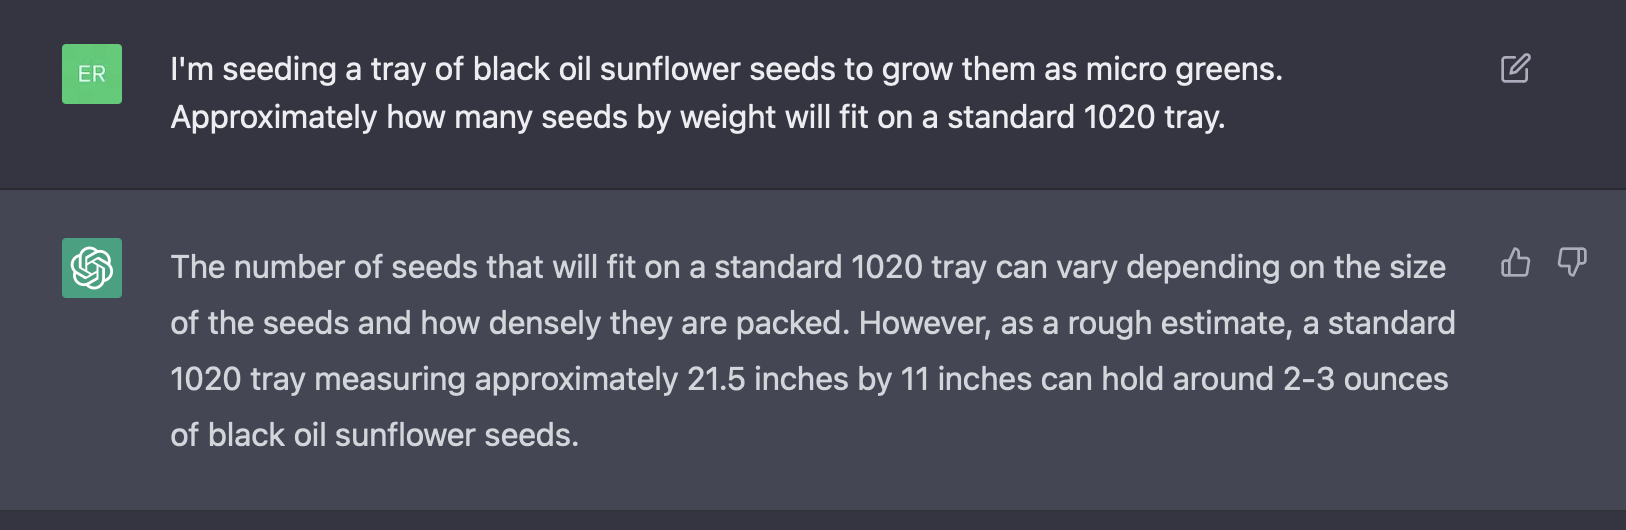 ER
I'm seeding a tray of black oil sunflower seeds to grow them as micro greens.
Approximately how many seeds by weight will fit on a standard 1020 tray.
The number of seeds that will fit on a standard 1020 tray can vary depending on the size
of the seeds and how densely they are packed. However, as a rough estimate, a standard
1020 tray measuring approximately 21.5 inches by 11 inches can hold around 2-3 ounces
of black oil sunflower seeds.